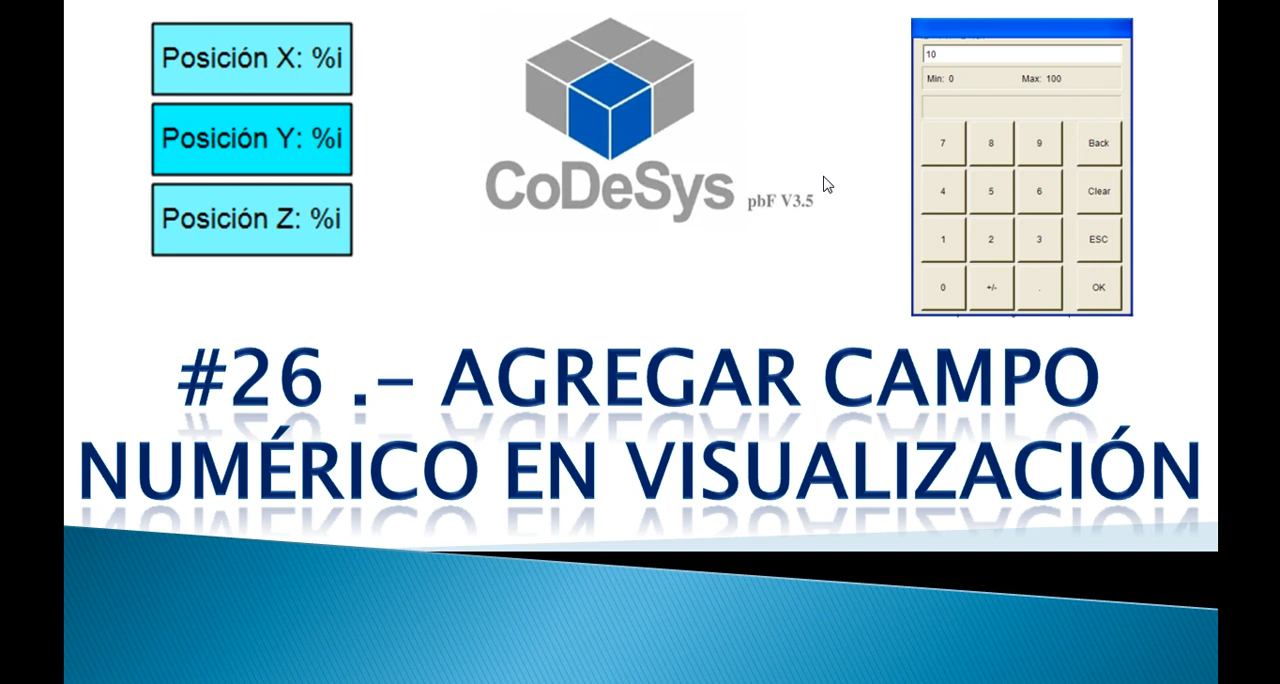 Posición X: %i
Posición Y: %i
Posición Z: %i
CoDeSys pbF V3.5
10
Min: 0 Max: 100
7 8 9 Back
4 5 6 Clear
1 2 3 ESC
0 +/- . OK
#26 .- AGREGAR CAMPO
NUMÉRICO EN VISUALIZACIÓN